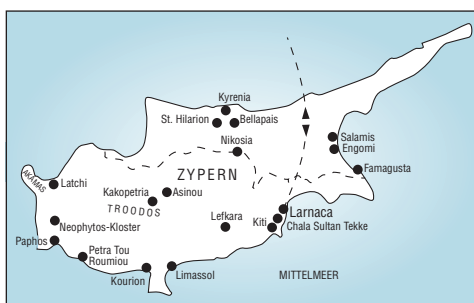 Kyrenia
St. Hilarion
Bellapais
Nikosia
Salamis
Engomi
Famagusta
ZYPERN
AKÁMAS
Latchi
Kakopetria
Asinou
TROODOS
Neophytos-Kloster
Lefkara
Larnaca
Kiti
Chala Sultan Tekke
Paphos
Petra Tou
Roumiou
Kourion
Limassol
MITTELMEER